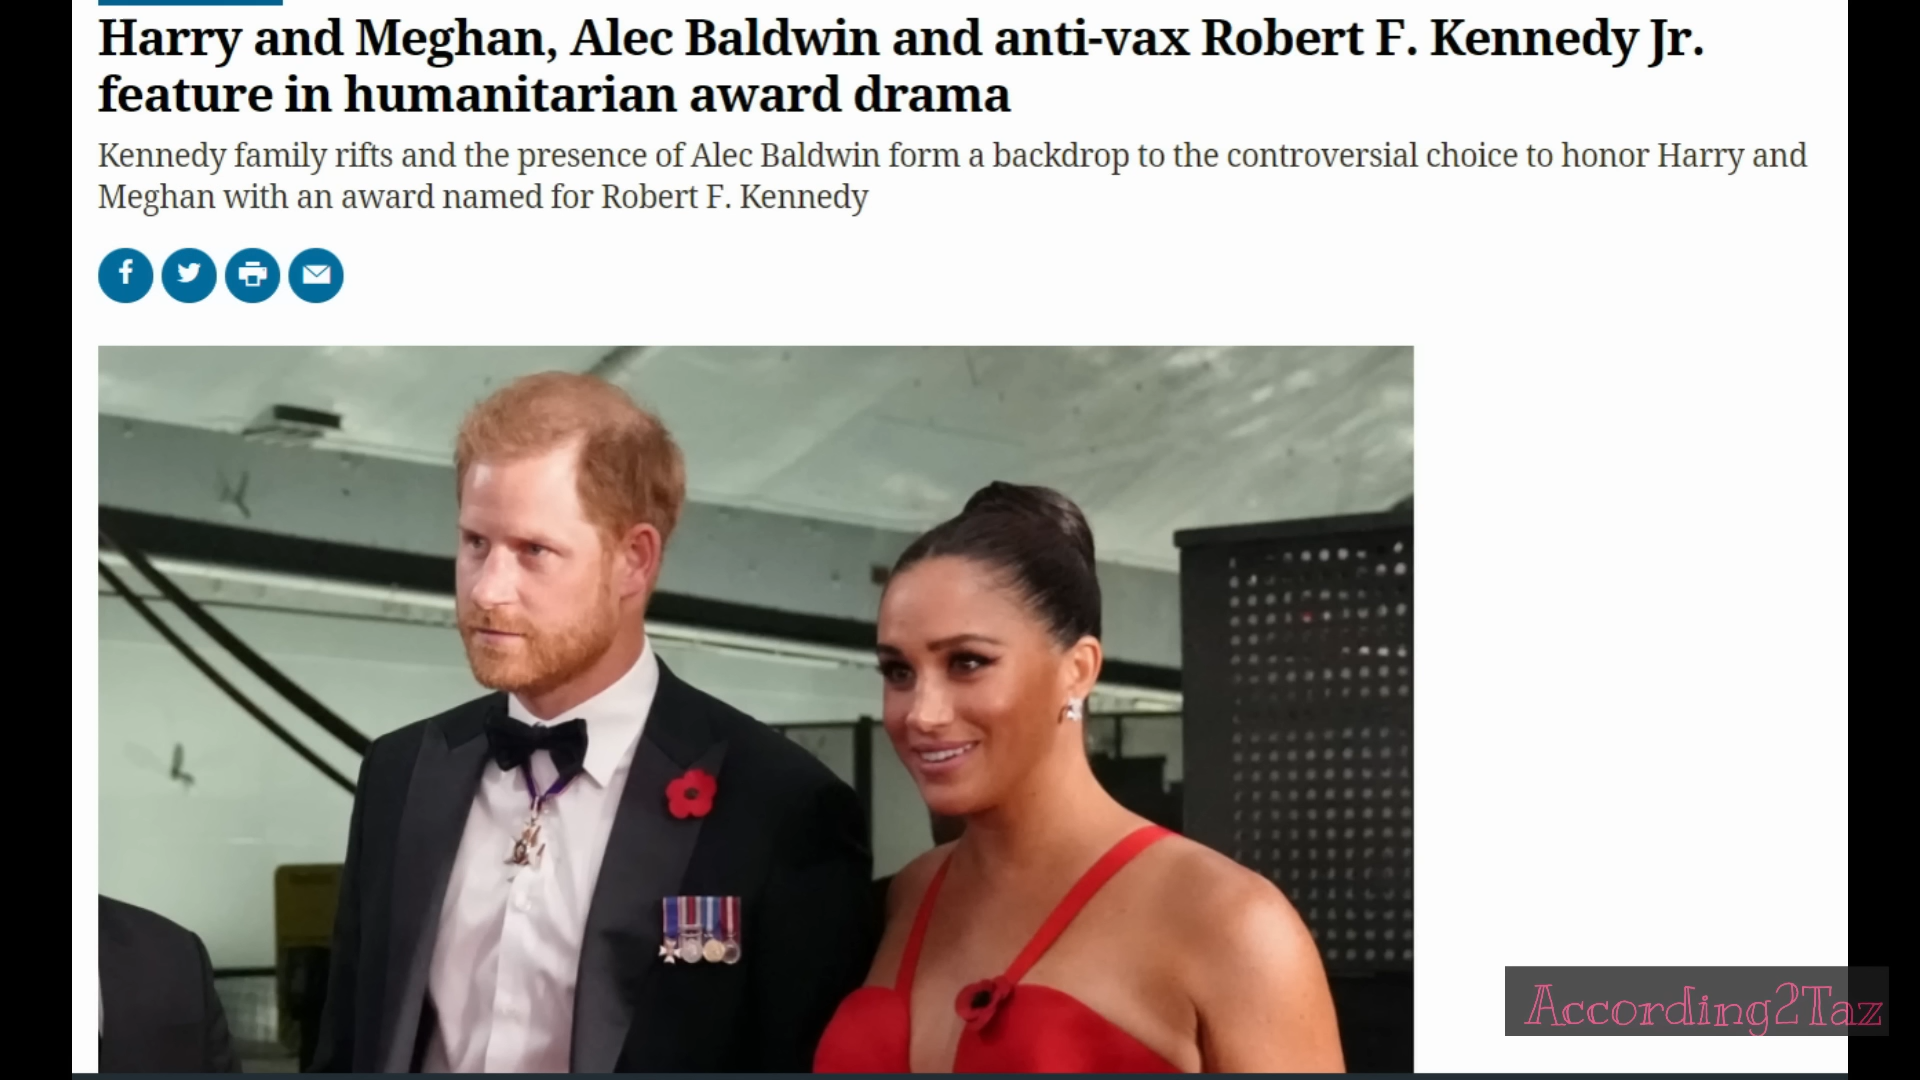 Harry and Meghan, Alec Baldwin and anti-vax Robert F. Kennedy Jr.
feature in humanitarian award drama
Kennedy family rifts and the presence of Alec Baldwin form a backdrop to the controversial choice to honor Harry and
Meghan with an award named for Robert F. Kennedy
According2Taz